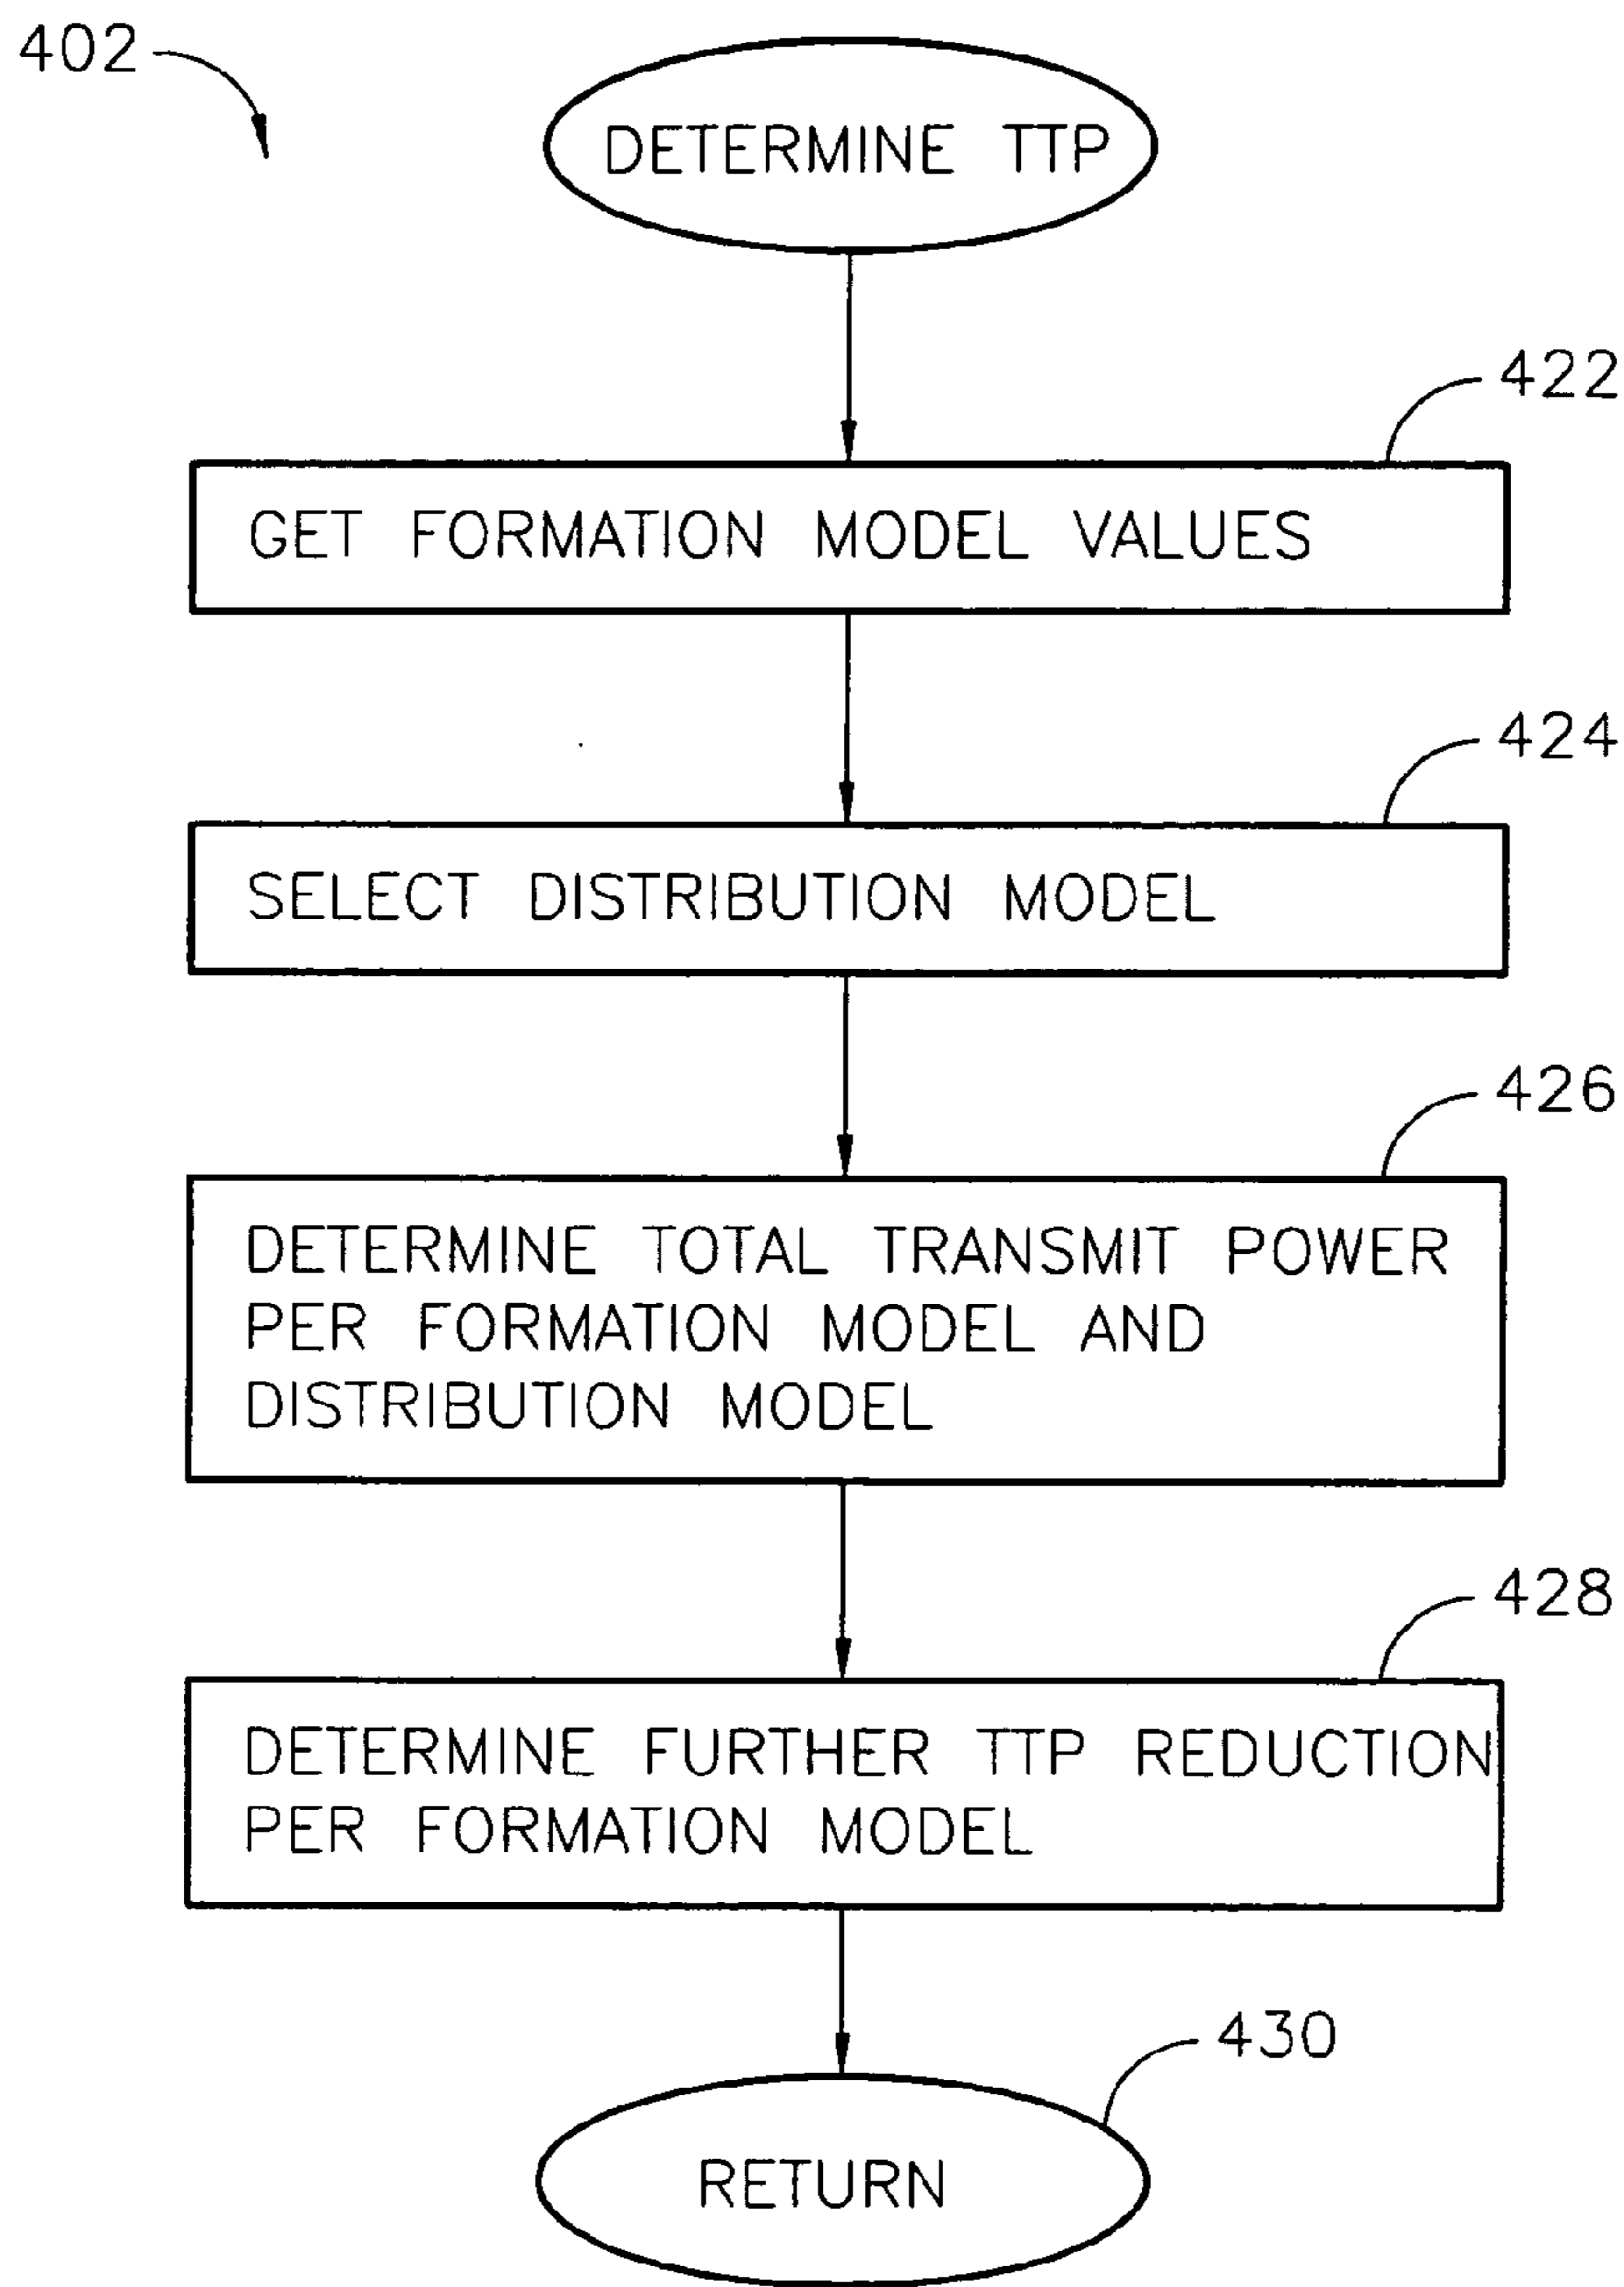 402
DETERMINE TTP
422
GET FORMATION MODEL VALUES
424
SELECT DISTRIBUTION MODEL
426
DETERMINE TOTAL TRANSMIT POWER
PER FORMATION MODEL AND
DISTRIBUTION MODEL
428
DETERMINE FURTHER TTP REDUCTION
PER FORMATION MODEL
430
RETURN